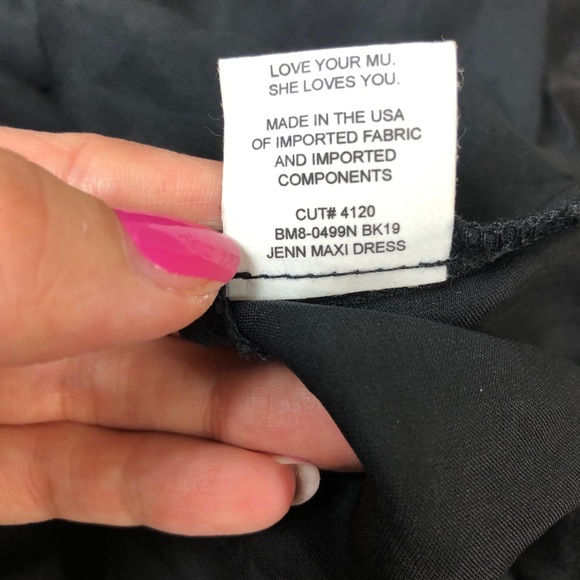 LOVE YOUR MU.
SHE LOVES YOU.
MADE IN THE USA
OF IMPORTED FABRIC
AND IMPORTED
COMPONENTS
CUT# 4120
BM8-0499N BK19
JENN MAXI DRESS